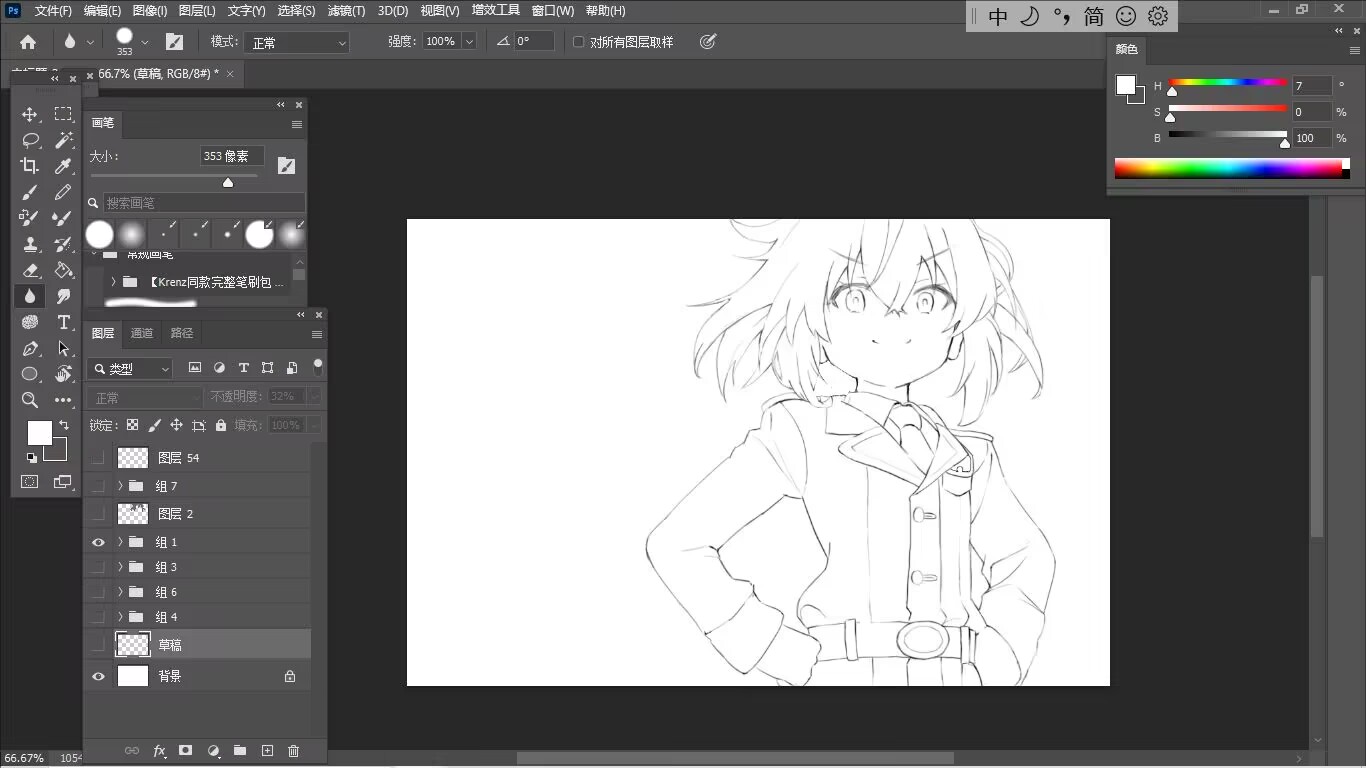 Ps 文件(F) 编辑(E) 图像(I) 图层(L) 文字(Y) 选择(S) 滤镜(T) 3D(D) 视图(V) 增效工具 窗口(W) 帮助(H)
中 简
353 模式: 正常 强度: 100% 0° 对所有图层取样
66.7% (草稿, RGB/8#) * ×
颜色
H 7 °
S 0 %
B 100 %
画笔
大小: 353 像素
搜索画笔
常规画笔
【Krenz同款完整笔刷包 ...
图层 通道 路径
类型
正常 不透明度: 32%
锁定: 填充: 100%
图层 54
组 7
图层 2
组 1
组 3
组 6
组 4
草稿
背景
fx
66.67% 1054